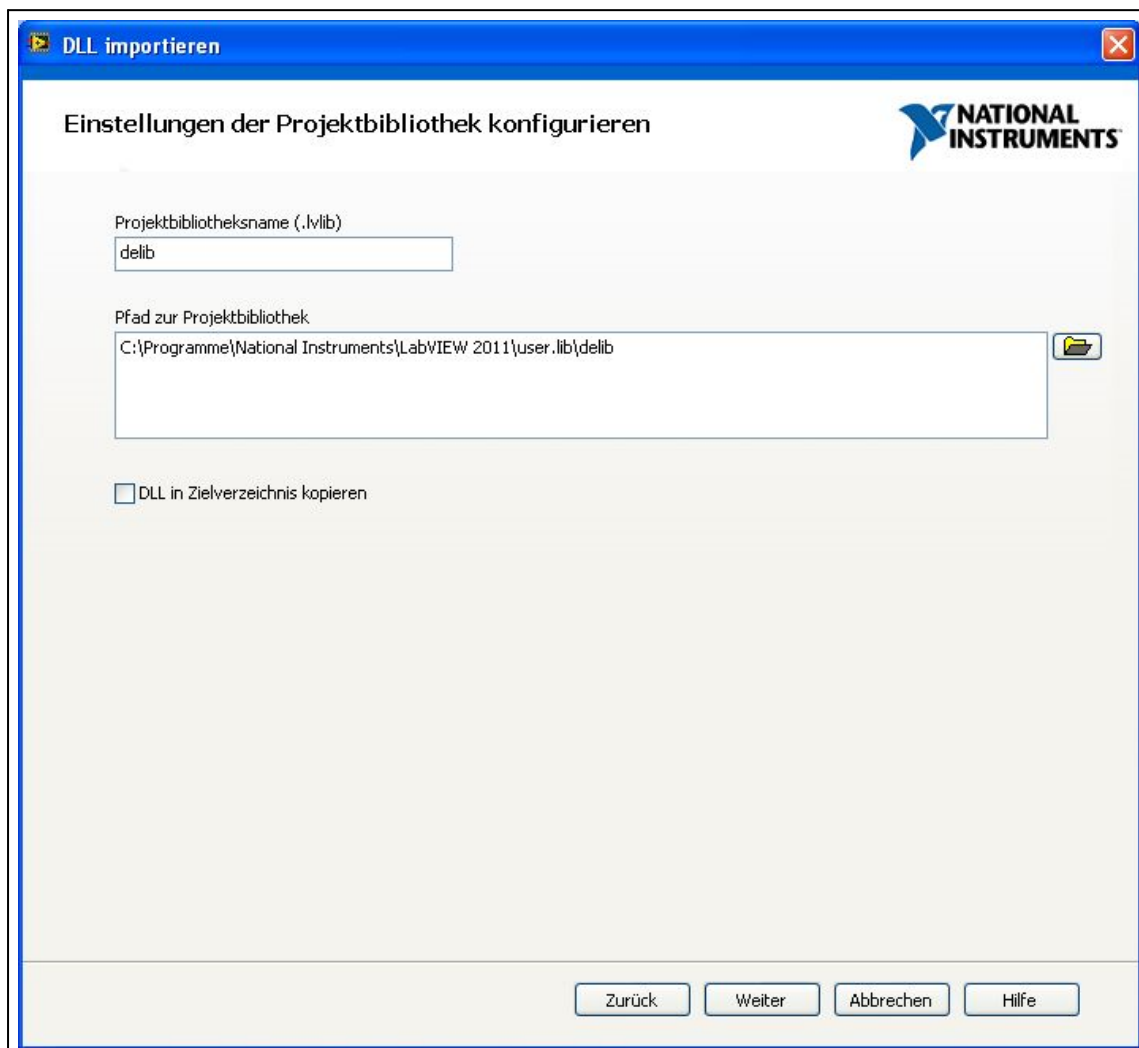 DLL importieren
Einstellungen der Projektbibliothek konfigurieren
NATIONAL
INSTRUMENTS
Projektbibliotheksname (.lvlib)
delib
Pfad zur Projektbibliothek
C:\Programme\National Instruments\LabVIEW 2011\user.lib\delib
DLL in Zielverzeichnis kopieren
Zurück Weiter Abbrechen Hilfe